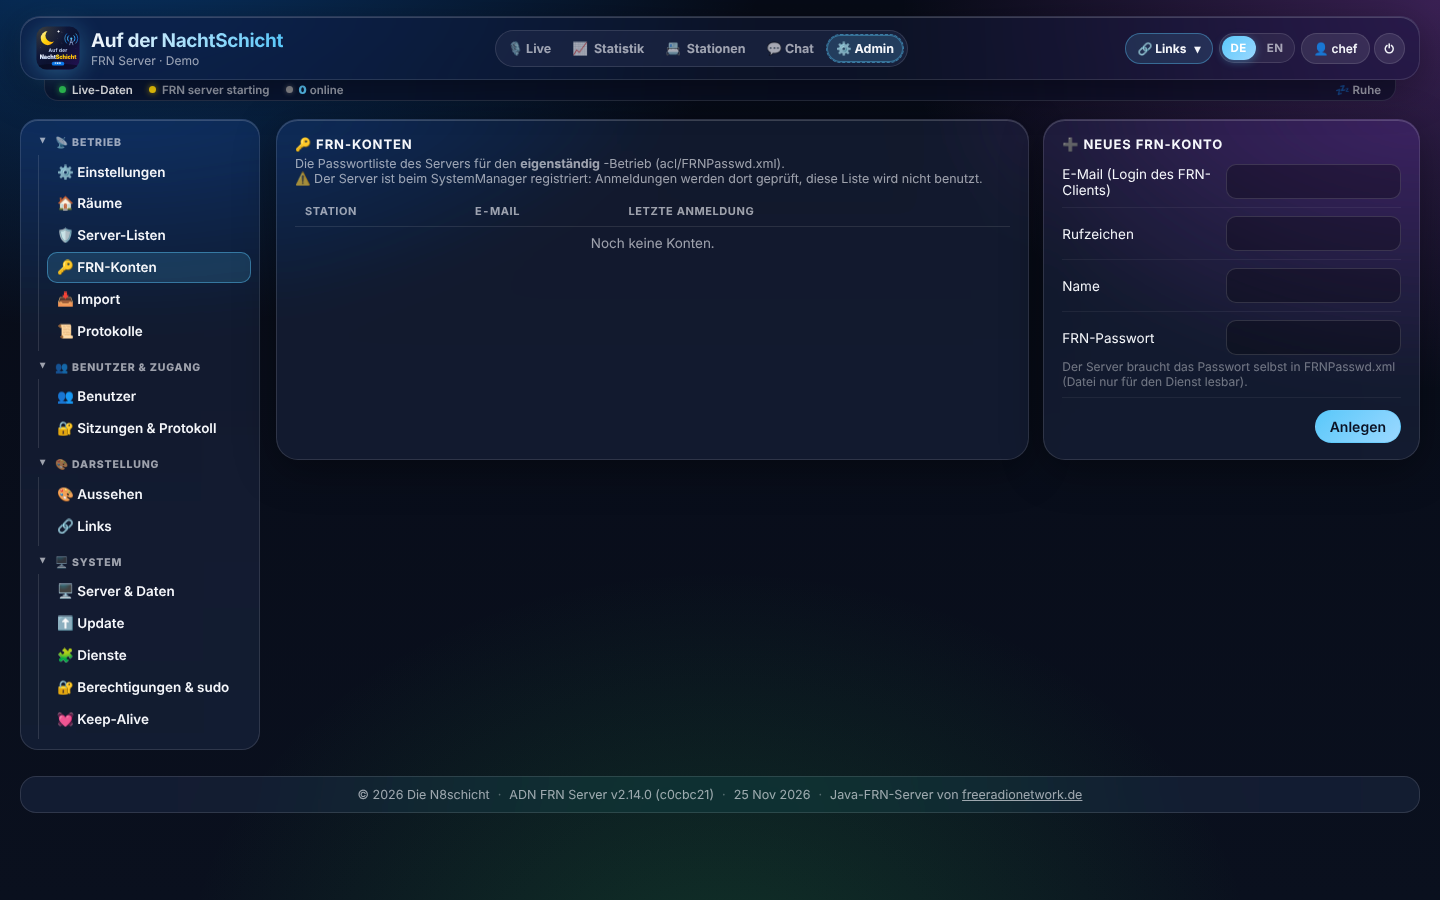 Auf der NachtSchicht
FRN Server · Demo
Live
Statistik
Stationen
Chat
Admin
Links ▾
DE
EN
chef
Live-Daten
FRN server starting
0 online
Ruhe
BETRIEB
Einstellungen
Räume
Server-Listen
FRN-Konten
Import
Protokolle
BENUTZER & ZUGANG
Benutzer
Sitzungen & Protokoll
DARSTELLUNG
Aussehen
Links
SYSTEM
Server & Daten
Update
Dienste
Berechtigungen & sudo
Keep-Alive
FRN-KONTEN
Die Passwortliste des Servers für den eigenständig -Betrieb (acl/FRNPasswd.xml).
Der Server ist beim SystemManager registriert: Anmeldungen werden dort geprüft, diese Liste wird nicht benutzt.
STATION
E-MAIL
LETZTE ANMELDUNG
Noch keine Konten.
NEUES FRN-KONTO
E-Mail (Login des FRN-
Clients)
Rufzeichen
Name
FRN-Passwort
Der Server braucht das Passwort selbst in FRNPasswd.xml
(Datei nur für den Dienst lesbar).
Anlegen
© 2026 Die N8schicht · ADN FRN Server v2.14.0 (c0cbc21) · 25 Nov 2026 · Java-FRN-Server von freeradionetwork.de